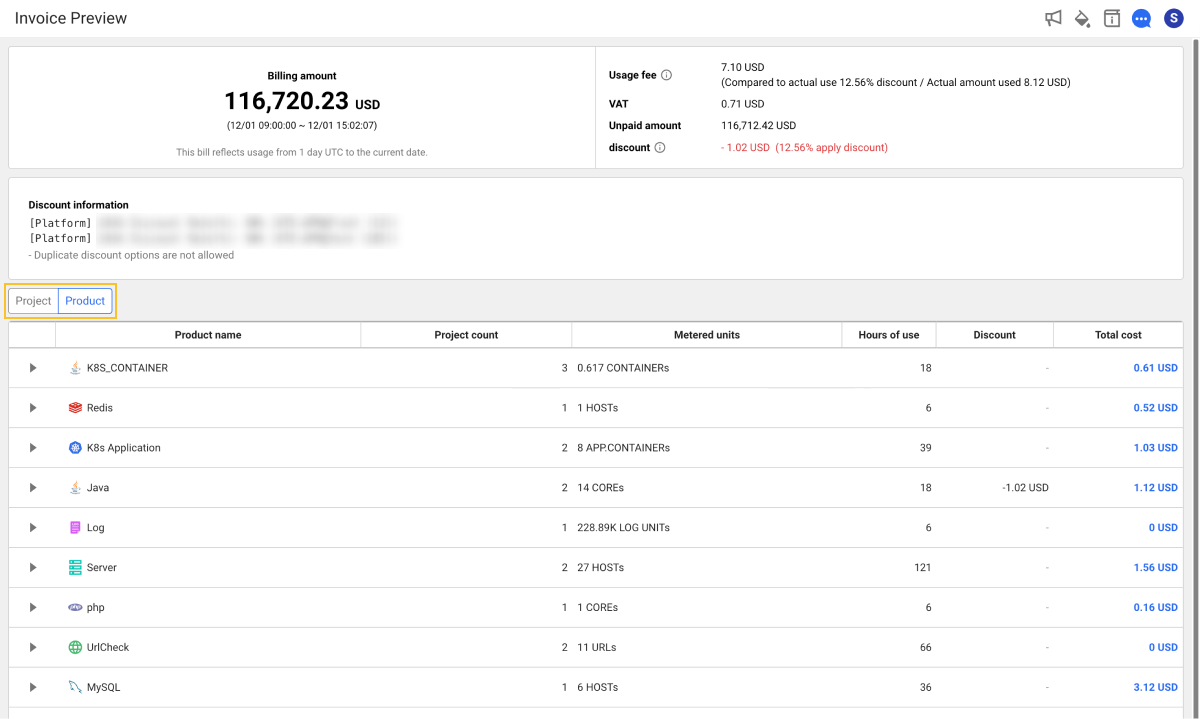 Invoice Preview
S
Billing amount
116,720.23 USD
(12/01 09:00:00 ~ 12/01 15:02:07)
This bill reflects usage from 1 day UTC to the current date.
Usage fee 7.10 USD
(Compared to actual use 12.56% discount / Actual amount used 8.12 USD)
VAT 0.71 USD
Unpaid amount 116,712.42 USD
discount - 1.02 USD (12.56% apply discount)
Discount information
[Platform]
[Platform]
- Duplicate discount options are not allowed
Project Product
Product name Project count Metered units Hours of use Discount Total cost
K8S_CONTAINER 3 0.617 CONTAINERs 18 - 0.61 USD
Redis 1 1 HOSTs 6 - 0.52 USD
K8s Application 2 8 APP.CONTAINERs 39 - 1.03 USD
Java 2 14 COREs 18 -1.02 USD 1.12 USD
Log 1 228.89K LOG UNITs 6 - 0 USD
Server 2 27 HOSTs 121 - 1.56 USD
php 1 1 COREs 6 - 0.16 USD
UrlCheck 2 11 URLs 66 - 0 USD
MySQL 1 6 HOSTs 36 - 3.12 USD